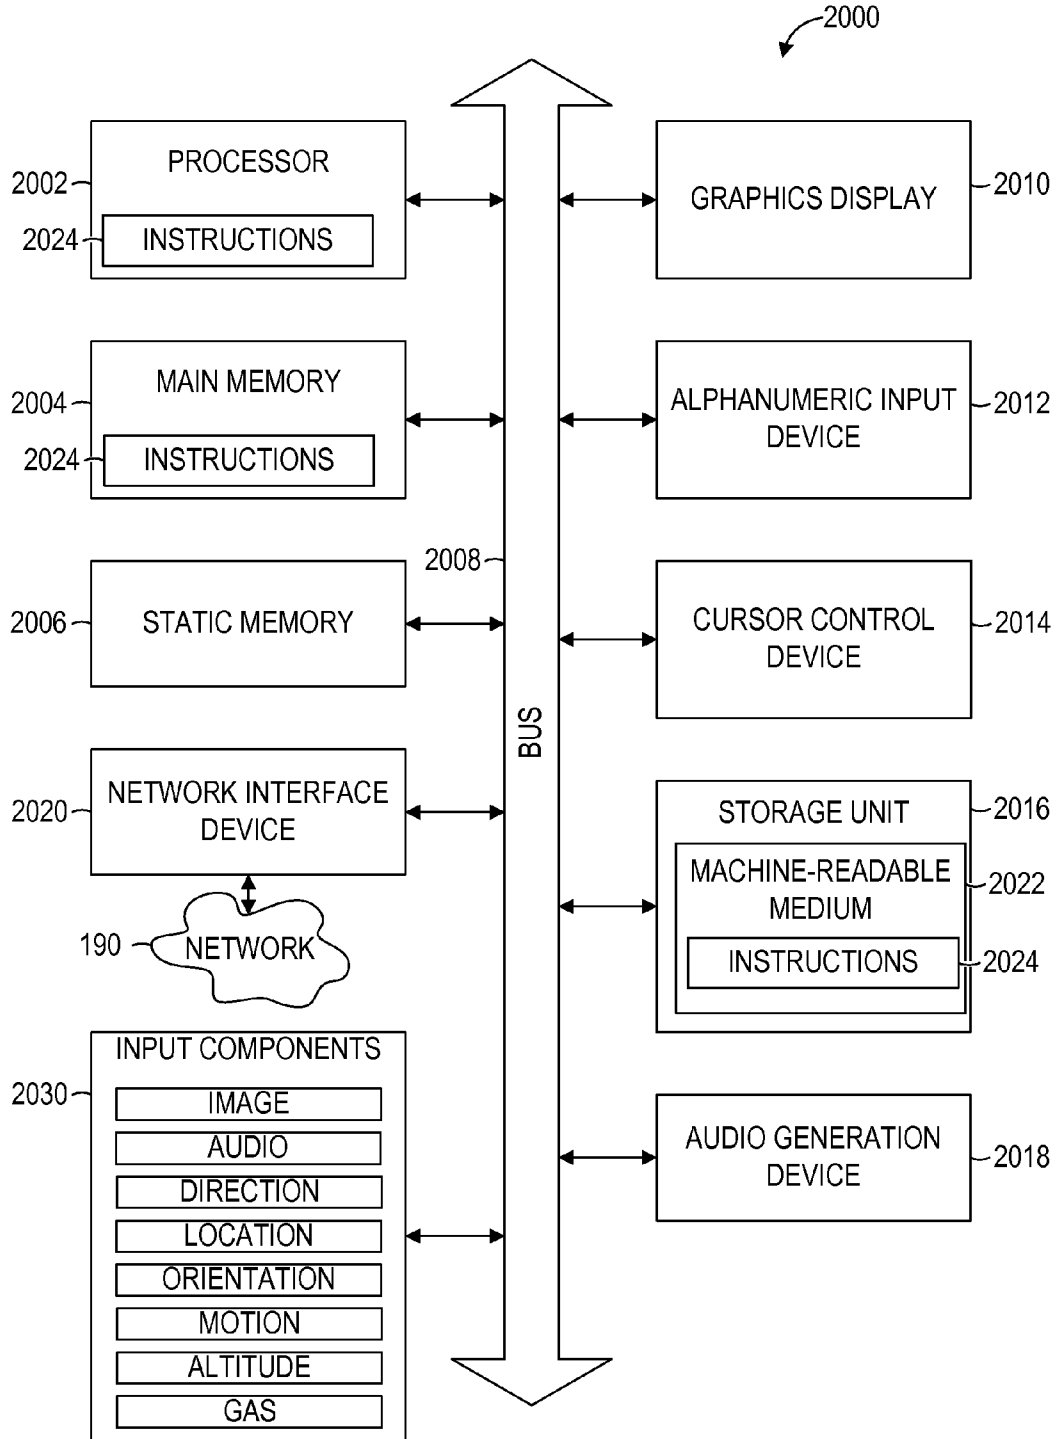 2000
PROCESSOR
2002
2024
INSTRUCTIONS
MAIN MEMORY
2004
2024
INSTRUCTIONS
2008
STATIC MEMORY
2006
BUS
NETWORK INTERFACE
DEVICE
2020
190
NETWORK
INPUT COMPONENTS
2030
IMAGE
AUDIO
DIRECTION
LOCATION
ORIENTATION
MOTION
ALTITUDE
GAS
GRAPHICS DISPLAY
2010
ALPHANUMERIC INPUT
DEVICE
2012
CURSOR CONTROL
DEVICE
2014
STORAGE UNIT
2016
MACHINE-READABLE
MEDIUM
2022
INSTRUCTIONS
2024
AUDIO GENERATION
DEVICE
2018